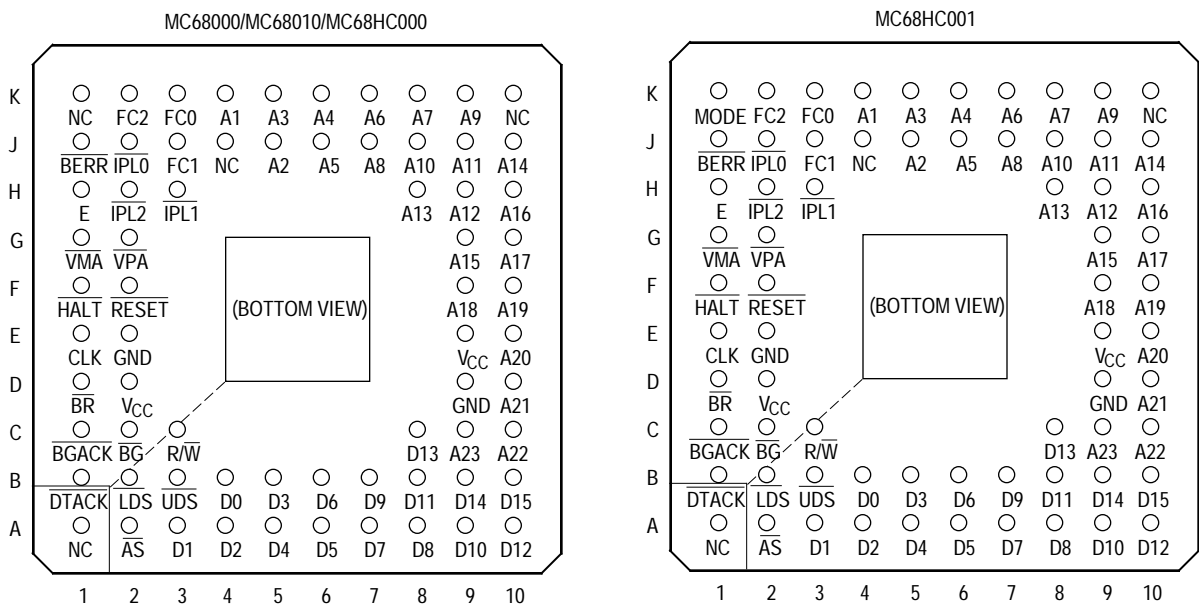 MC68000/MC68010/MC68HC000
K
NC FC2 FC0 A1 A3 A4 A6 A7 A9 NC
J
BERR IPL0 FC1 NC A2 A5 A8 A10 A11 A14
H
E IPL2 IPL1 A13 A12 A16
G
VMA VPA A15 A17
F
HALT RESET (BOTTOM VIEW) A18 A19
E
CLK GND VCC A20
D
BR VCC GND A21
C
BGACK BG R/W D13 A23 A22
B
DTACK LDS UDS D0 D3 D6 D9 D11 D14 D15
A
NC AS D1 D2 D4 D5 D7 D8 D10 D12
1 2 3 4 5 6 7 8 9 10
MC68HC001
K
MODE FC2 FC0 A1 A3 A4 A6 A7 A9 NC
J
BERR IPL0 FC1 NC A2 A5 A8 A10 A11 A14
H
E IPL2 IPL1 A13 A12 A16
G
VMA VPA A15 A17
F
HALT RESET (BOTTOM VIEW) A18 A19
E
CLK GND VCC A20
D
BR VCC GND A21
C
BGACK BG R/W D13 A23 A22
B
DTACK LDS UDS D0 D3 D6 D9 D11 D14 D15
A
NC AS D1 D2 D4 D5 D7 D8 D10 D12
1 2 3 4 5 6 7 8 9 10